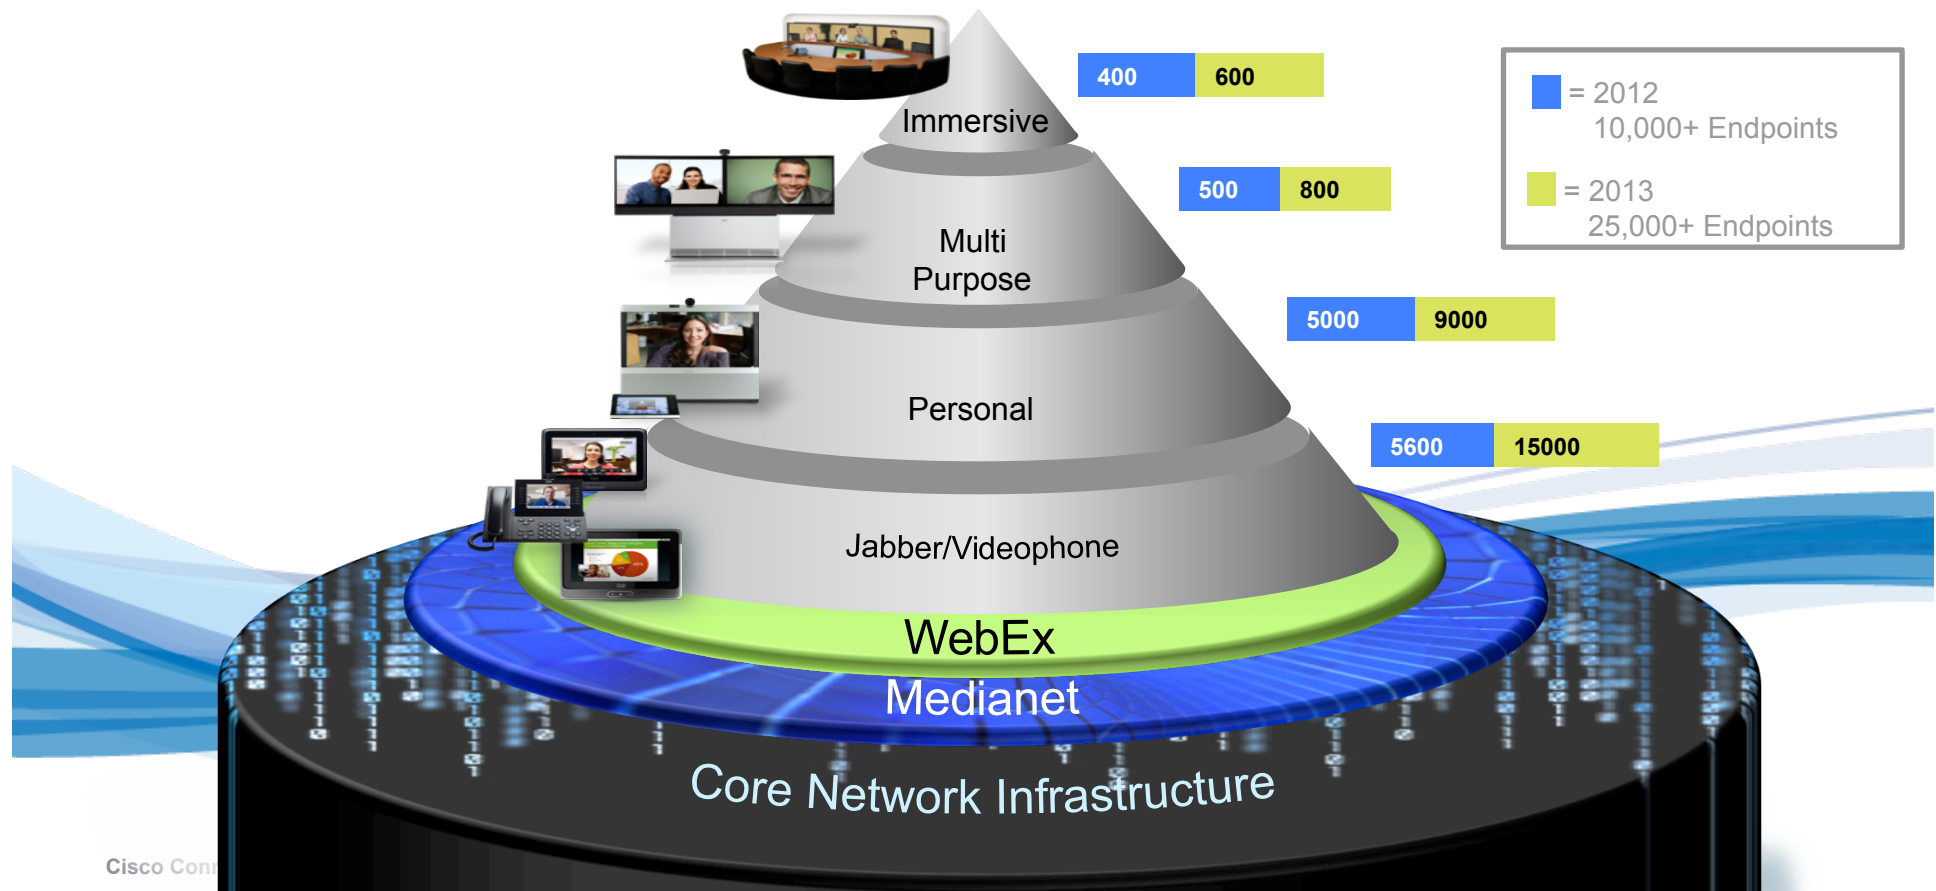 400 600
Immersive
= 2012
10,000+ Endpoints
500 800
= 2013
25,000+ Endpoints
Multi
Purpose
5000 9000
Personal
5600 15000
Jabber/Videophone
WebEx
Medianet
Core Network Infrastructure
Cisco